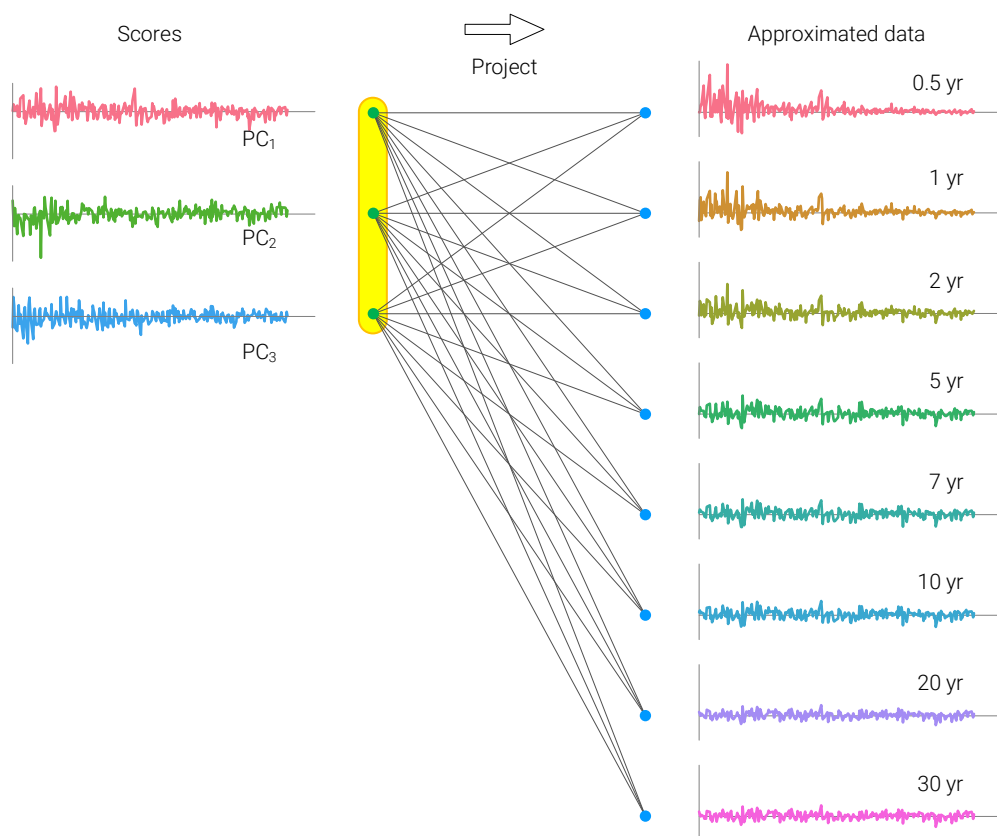 Scores
Project
Approximated data
PC₁
PC₂
PC₃
0.5 yr
1 yr
2 yr
5 yr
7 yr
10 yr
20 yr
30 yr